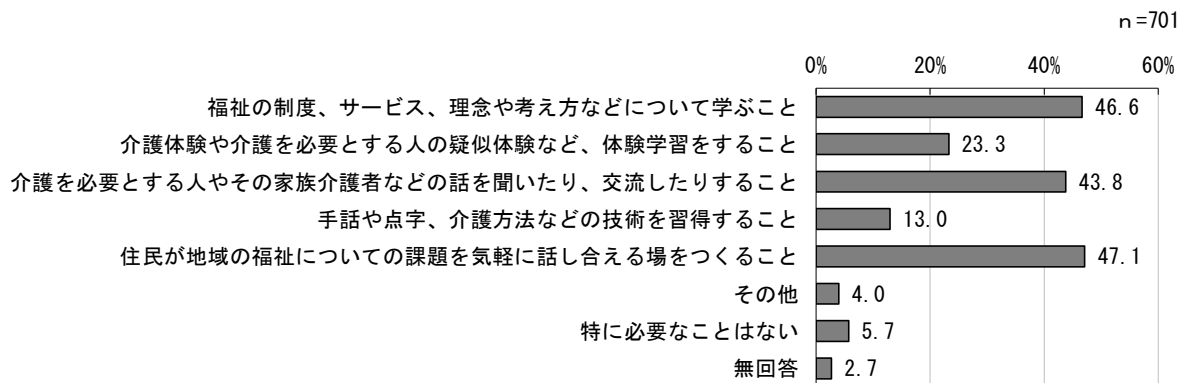 n=701
0% 20% 40% 60%
福祉の制度、サービス、理念や考え方などについて学ぶこと 46.6
介護体験や介護を必要とする人の疑似体験など、体験学習をすること 23.3
介護を必要とする人やその家族介護者などの話を聞いたり、交流したりすること 43.8
手話や点字、介護方法などの技術を習得すること 13.0
住民が地域の福祉についての課題を気軽に話し合える場をつくること 47.1
その他 4.0
特に必要なことはない 5.7
無回答 2.7